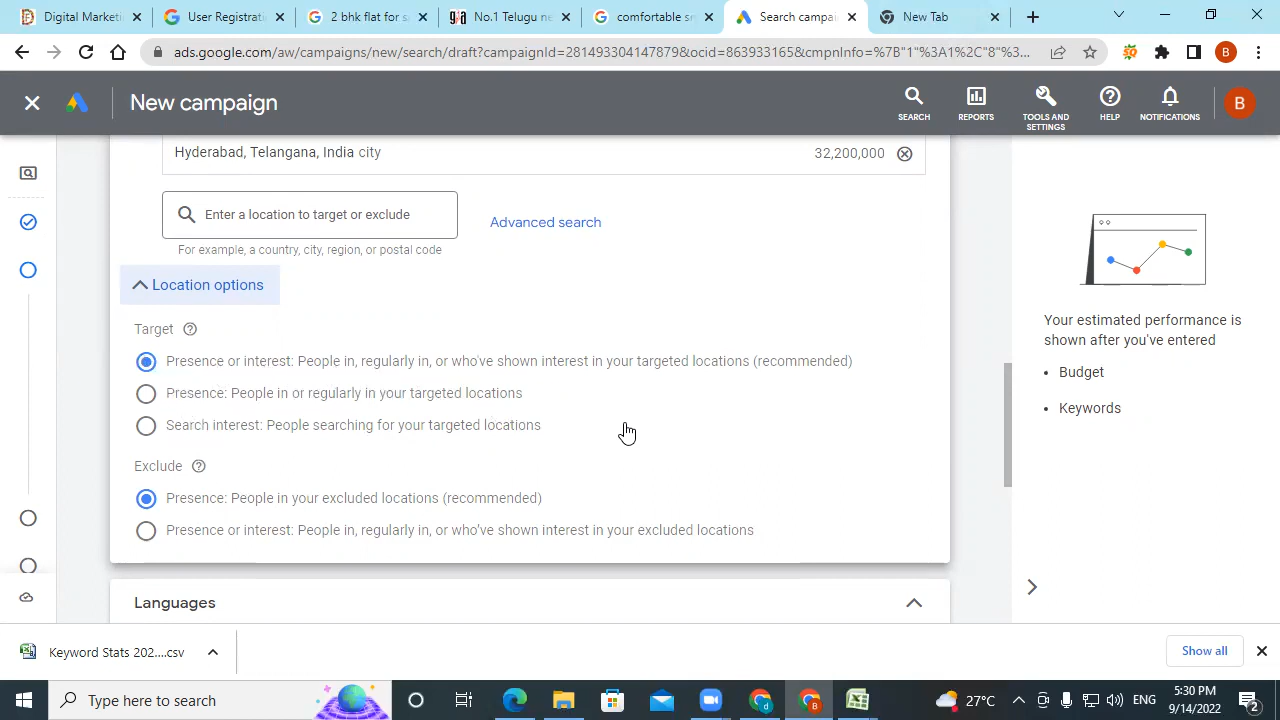 Digital Marketi
User Registrati
2 bhk flat for s
No.1 Telugu ne
comfortable sn
Search campai
New Tab
ads.google.com/aw/campaigns/new/search/draft?campaignId=281493304147879&ocid=863933163&cmpnInfo=%7B"1"%3A1%2C"8"%3...
B
New campaign
SEARCH
REPORTS
TOOLS AND
SETTINGS
HELP
NOTIFICATIONS
B
Hyderabad, Telangana, India city
32,200,000
Enter a location to target or exclude
Advanced search
For example, a country, city, region, or postal code
Location options
Target
Presence or interest: People in, regularly in, or who've shown interest in your targeted locations (recommended)
Presence: People in or regularly in your targeted locations
Search interest: People searching for your targeted locations
Exclude
Presence: People in your excluded locations (recommended)
Presence or interest: People in, regularly in, or who've shown interest in your excluded locations
Languages
Your estimated performance is
shown after you've entered
• Budget
• Keywords
Keyword Stats 202....csv
Show all
Type here to search
27°C
ENG
5:30 PM
9/14/2022
2